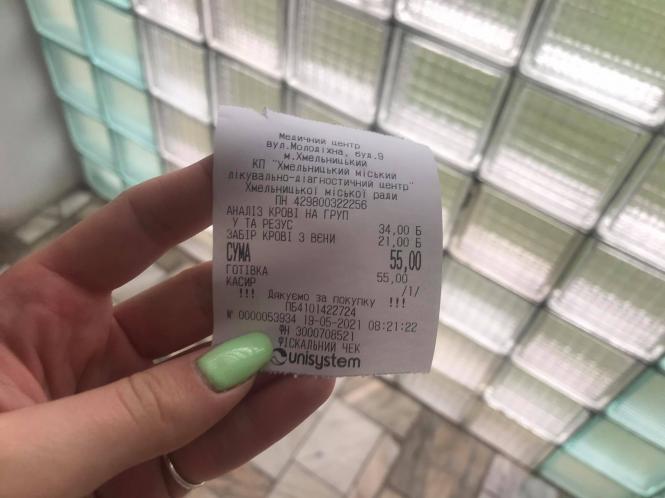 Медичний центр
вул.Молодіжна, буд.9
м.Хмельницький
КП "Хмельницький міський
лікувально-діагностичний центр"
Хмельницької міської ради
ПН 429800322256
АНАЛІЗ КРОВІ НА ГРУП
У ТА РЕЗУС 34,00 Б
ЗАБІР КРОВІ З ВЕНИ 21,00 Б
СУМА 55,00
ГОТІВКА 55,00
КАСИР /1/
!!! Дякуємо за покупку !!!
ПБ4101422724
№ 0000053934 19-05-2021 08:21:22
ФН 3000708521
ФІСКАЛЬНИЙ ЧЕК
unisystem